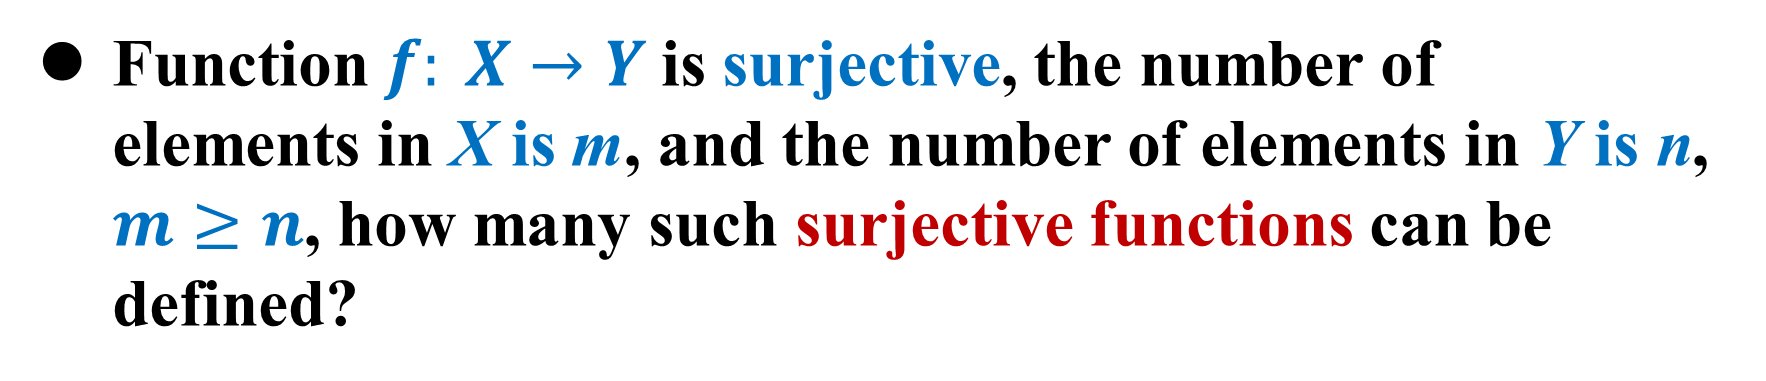 ● Function f: X → Y is surjective, the number of
elements in X is m, and the number of elements in Y is n,
m ≥ n, how many such surjective functions can be
defined?